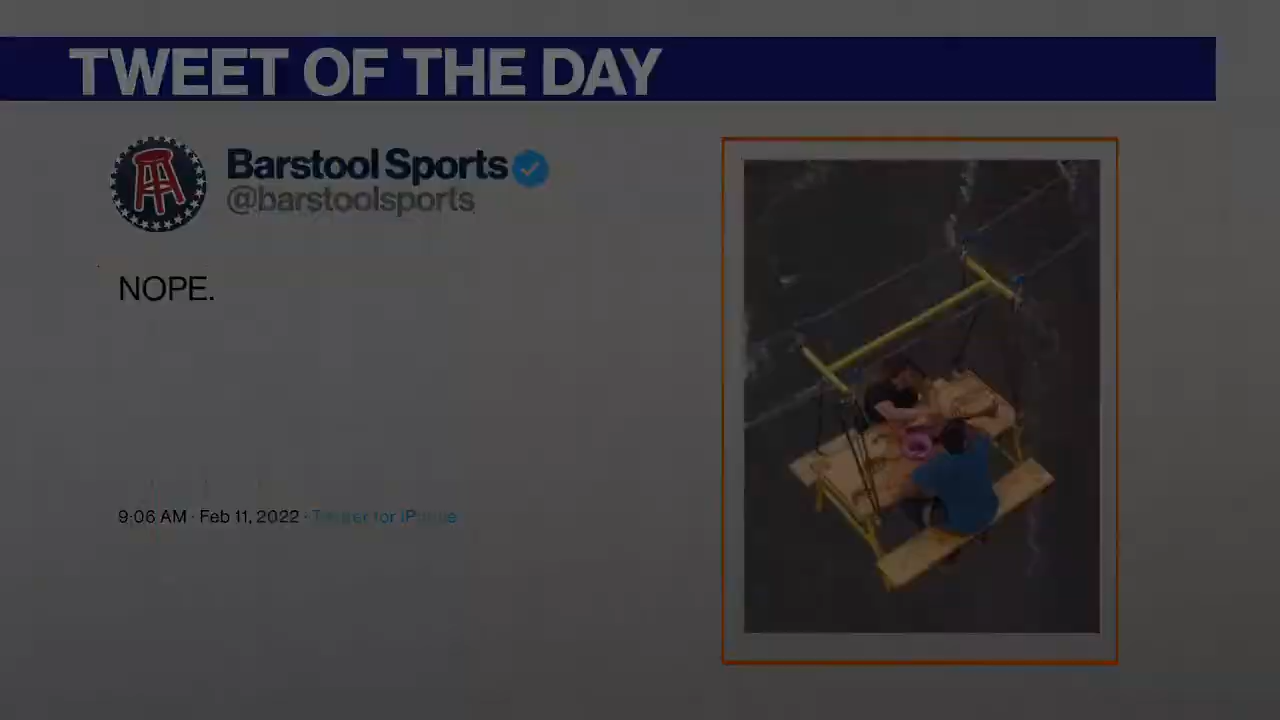 TWEET OF THE DAY
Barstool Sports
@barstoolsports
NOPE.
9:06 AM · Feb 11, 2022 · Twitter for iPhone